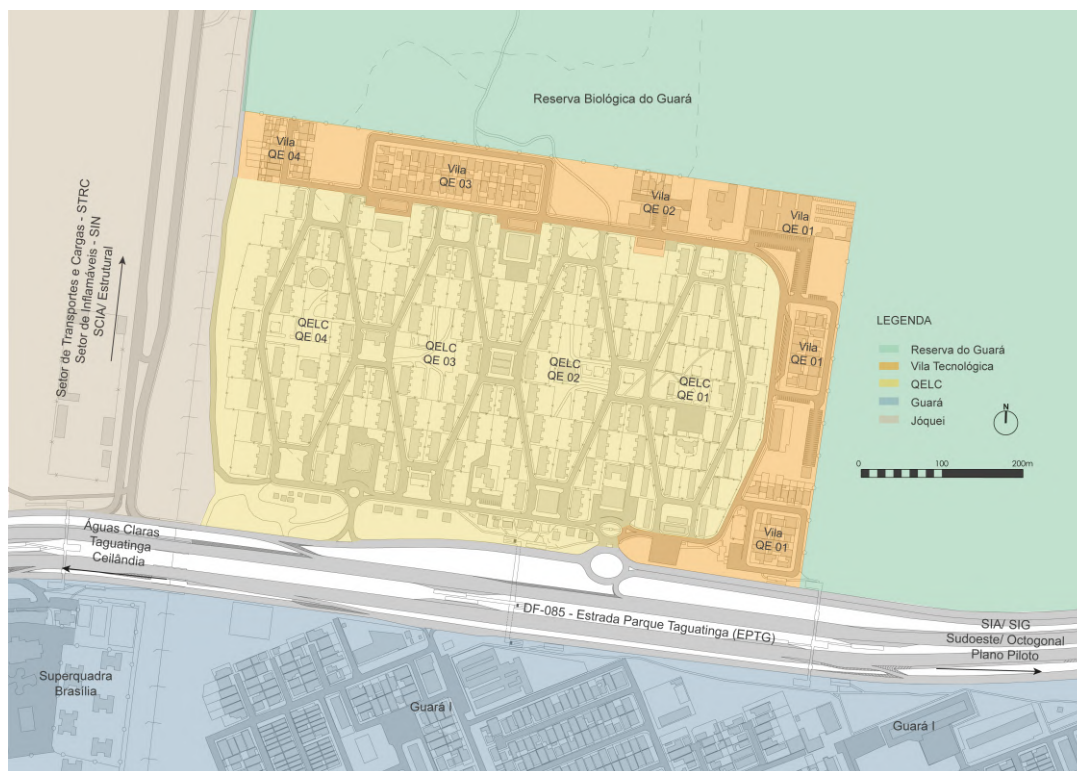 Reserva Biológica do Guará
Vila
QE 04
Vila
QE 03
Vila
QE 02
Vila
QE 01
Setor de Transportes e Cargas - STRC
Setor de Inflamáveis - SIN
SCIA/ Estrutural
QELC
QE 04
QELC
QE 03
QELC
QE 02
QELC
QE 01
Vila
QE 01
Vila
QE 01
LEGENDA
Reserva do Guará
Vila Tecnológica
QELC
Guará
Jóquei
N
0 100 200m
Águas Claras
Taguatinga
Ceilândia
DF-085 - Estrada Parque Taguatinga (EPTG)
SIA/ SIG
Sudoeste/ Octogonal
Plano Piloto
Superquadra
Brasília
Guará I
Guará I